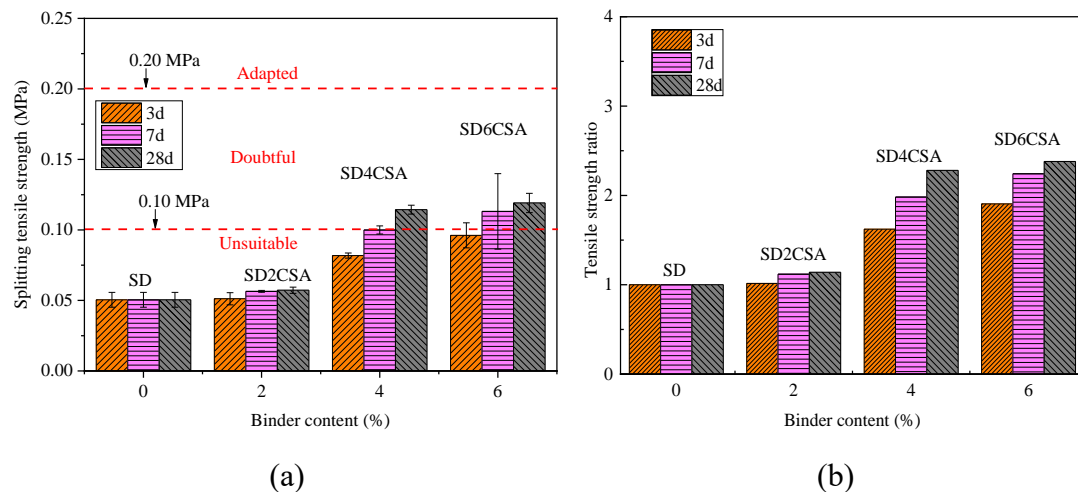 0.25
0.20
0.15
0.10
0.05
0.00
Splitting tensile strength (MPa)
0.20 MPa
Adapted
3d
7d
28d
Doubtful
SD6CSA
SD4CSA
0.10 MPa
Unsuitable
SD
SD2CSA
0 2 4 6
Binder content (%)
(a)
4
3
2
1
0
Tensile strength ratio
3d
7d
28d
SD6CSA
SD4CSA
SD2CSA
SD
0 2 4 6
Binder content (%)
(b)